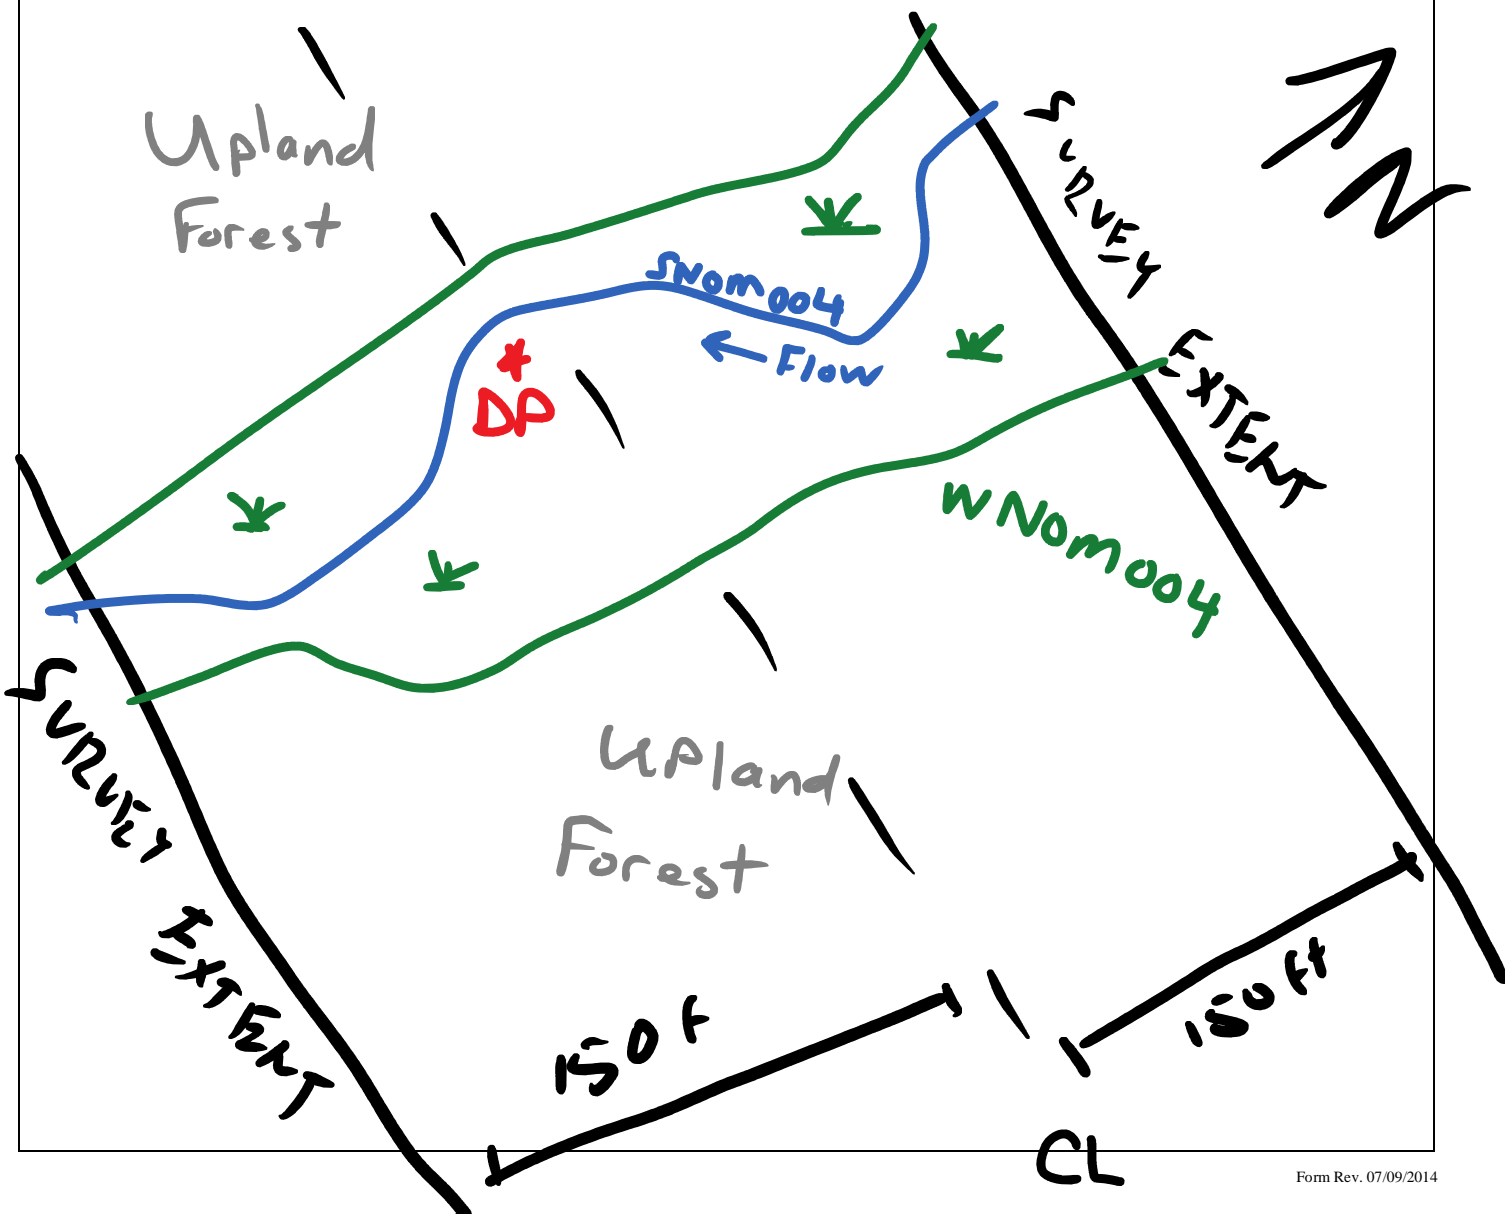 Upland
Forest
SURVEY
EXTENT
N
SNom004
Flow
DP
WNom004
SURVEY
EXTENT
Upland
Forest
150 f
150 ft
CL
Form Rev. 07/09/2014